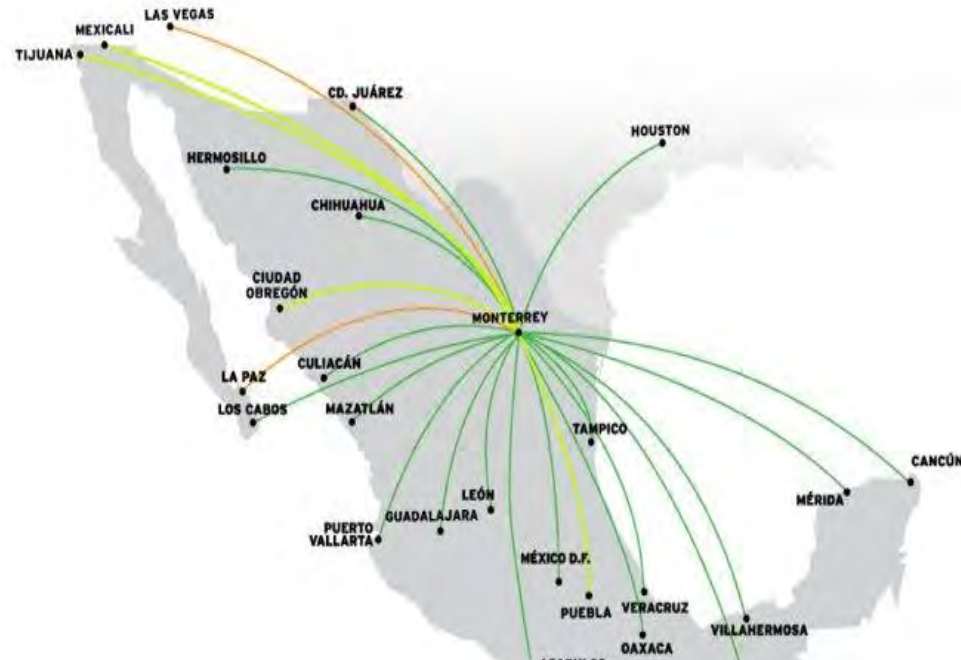 LAS VEGAS
MEXICALI
TIJUANA
CD. JUÁREZ
HOUSTON
HERMOSILLO
CHIHUAHUA
CIUDAD
OBREGÓN
MONTERREY
CULIACÁN
LA PAZ
LOS CABOS
MAZATLÁN
TAMPICO
CANCÚN
MÉRIDA
LEÓN
GUADALAJARA
PUERTO
VALLARTA
MÉXICO D.F.
PUEBLA
VERACRUZ
VILLAHERMOSA
OAXACA